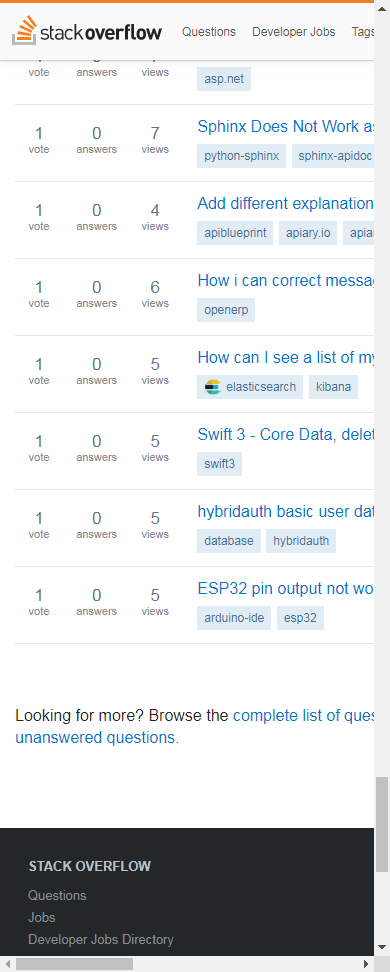 stackoverflow Questions Developer Jobs Tags
views
asp.net
1 0 7 Sphinx Does Not Work as
vote answers views
python-sphinx sphinx-apidoc
1 0 4 Add different explanation
vote answers views
apiblueprint apiary.io apiar
1 0 6 How i can correct messag
vote answers views
openerp
1 0 5 How can I see a list of my
vote answers views
elasticsearch kibana
1 0 5 Swift 3 - Core Data, delet
vote answers views
swift3
1 0 5 hybridauth basic user dat
vote answers views
database hybridauth
1 0 5 ESP32 pin output not wo
vote answers views
arduino-ide esp32
Looking for more? Browse the complete list of ques
unanswered questions.
STACK OVERFLOW
Questions
Jobs
Developer Jobs Directory